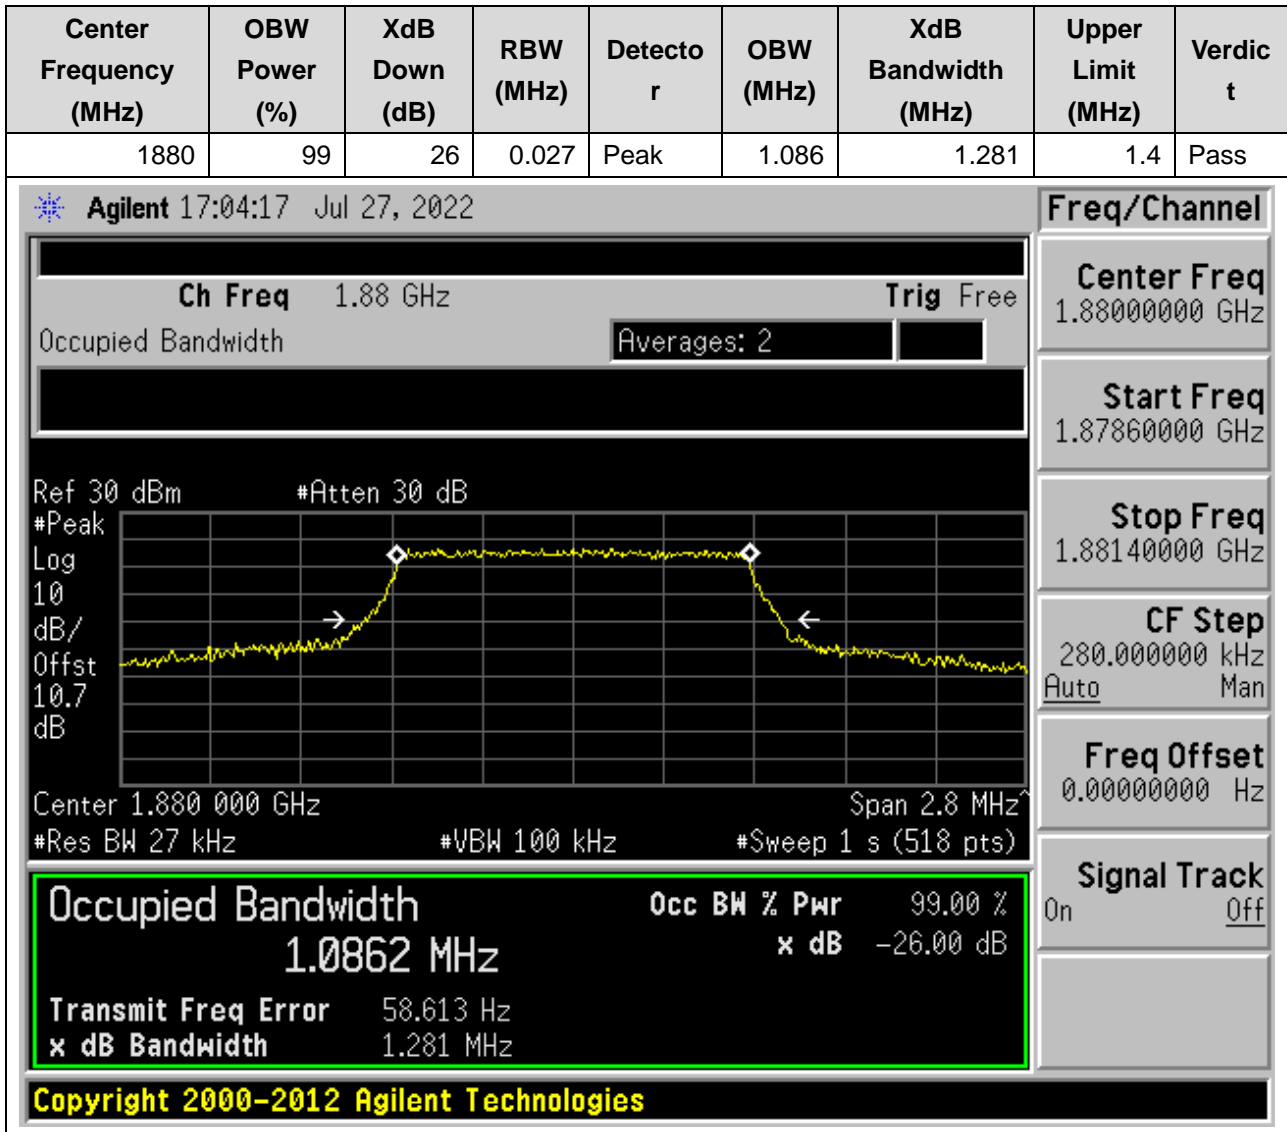 Center Frequency (MHz) OBW Power (%) XdB Down (dB) RBW (MHz) Detecto r OBW (MHz) XdB Bandwidth (MHz) Upper Limit (MHz) Verdic t
1880 99 26 0.027 Peak 1.086 1.281 1.4 Pass
Agilent 17:04:17 Jul 27, 2022
Freq/Channel
Ch Freq 1.88 GHz Trig Free
Occupied Bandwidth Averages: 2
Center Freq
1.88000000 GHz
Start Freq
1.87860000 GHz
Stop Freq
1.88140000 GHz
CF Step
280.000000 kHz
Auto Man
Freq Offset
0.00000000 Hz
Signal Track
On Off
Ref 30 dBm #Atten 30 dB
#Peak
Log
10
dB/
Offst
10.7
dB
Center 1.880 000 GHz Span 2.8 MHz^
#Res BW 27 kHz #VBW 100 kHz #Sweep 1 s (518 pts)
Occupied Bandwidth Occ BW % Pwr 99.00 %
1.0862 MHz x dB -26.00 dB
Transmit Freq Error 58.613 Hz
x dB Bandwidth 1.281 MHz
Copyright 2000-2012 Agilent Technologies